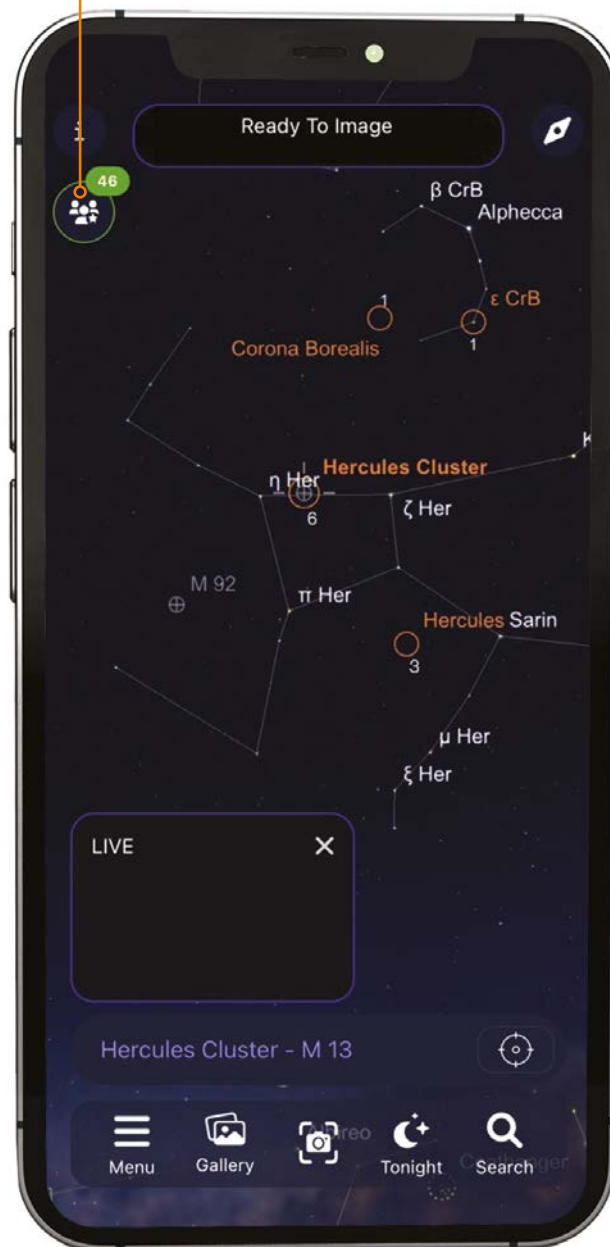 Ready To Image
46
β CrB
Alphecca
1
ε CrB
Corona Borealis
1
K
Hercules Cluster
η Her
6
ζ Her
M 92
π Her
Hercules Sarin
3
μ Her
ξ Her
LIVE
Hercules Cluster - M 13
Menu
Gallery
Tonight
Search
Coathanger